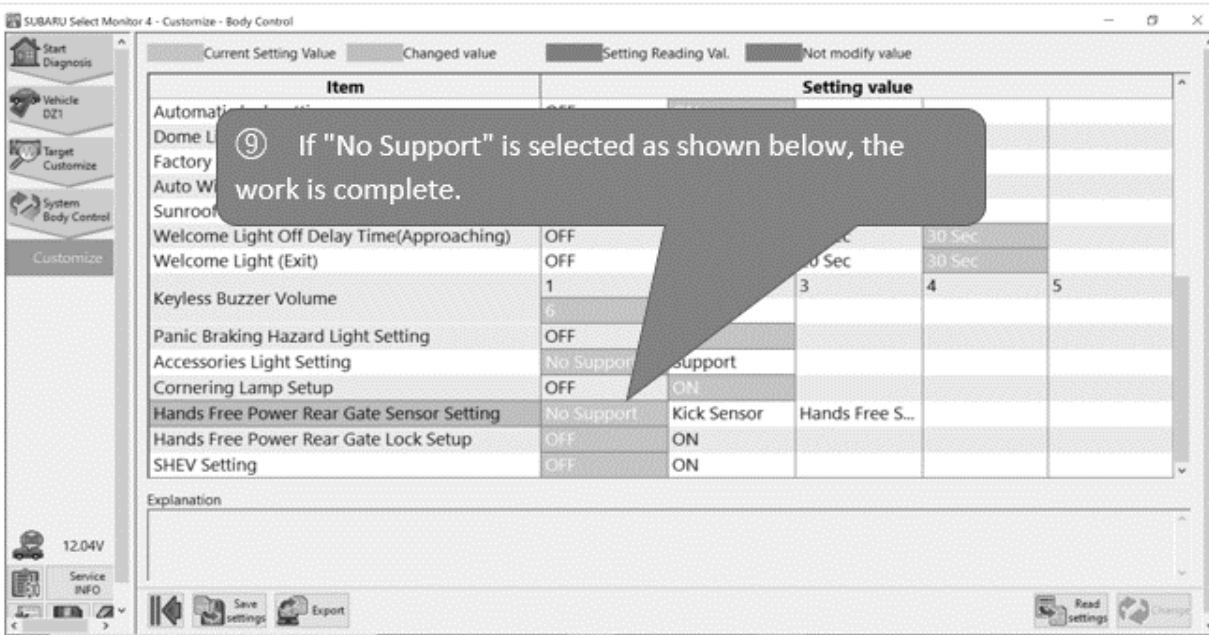 SUBARU Select Monitor 4 - Customize - Body Control
Start Diagnosis
Vehicle DZ1
Target Customize
System Body Control
Customize
12.04V
Service INFO
Current Setting Value Changed value Setting Reading Val. Not modify value
Item Setting value
Dome
Factory
Auto
Sunroof
⑨ If "No Support" is selected as shown below, the
work is complete.
Welcome Light Off Delay Time(Approaching) OFF 30 Sec
Welcome Light (Exit) OFF Sec 30 Sec
Keyless Buzzer Volume 1 3 4 5
6
Panic Braking Hazard Light Setting OFF
Accessories Light Setting No Support Support
Cornering Lamp Setup OFF ON
Hands Free Power Rear Gate Sensor Setting No Support Kick Sensor Hands Free S...
Hands Free Power Rear Gate Lock Setup OFF ON
SHEV Setting OFF ON
Explanation
Save settings Export Read settings Change